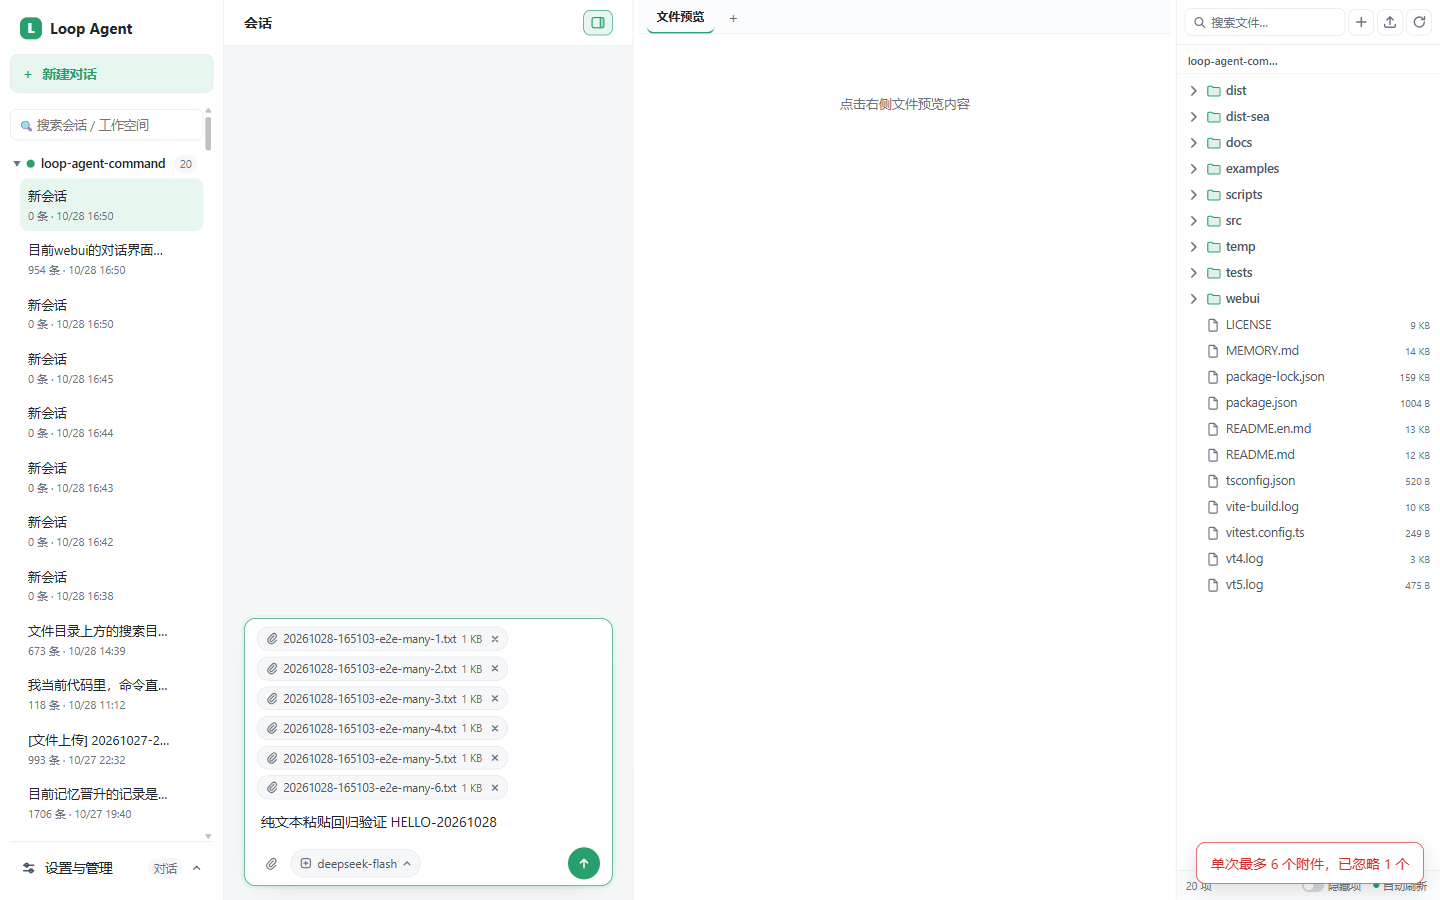 L Loop Agent
+ 新建对话
搜索会话 / 工作空间
loop-agent-command 20
新会话
0 条 · 10/28 16:50
目前webui的对话界面...
954 条 · 10/28 16:50
新会话
0 条 · 10/28 16:50
新会话
0 条 · 10/28 16:45
新会话
0 条 · 10/28 16:44
新会话
0 条 · 10/28 16:43
新会话
0 条 · 10/28 16:42
新会话
0 条 · 10/28 16:38
文件目录上方的搜索目...
673 条 · 10/28 14:39
我当前代码里，命令直...
118 条 · 10/28 11:12
[文件上传] 20261027-2...
993 条 · 10/27 22:32
目前记忆晋升的记录是...
1706 条 · 10/27 19:40
设置与管理 对话
会话
20261028-165103-e2e-many-1.txt 1 KB
20261028-165103-e2e-many-2.txt 1 KB
20261028-165103-e2e-many-3.txt 1 KB
20261028-165103-e2e-many-4.txt 1 KB
20261028-165103-e2e-many-5.txt 1 KB
20261028-165103-e2e-many-6.txt 1 KB
纯文本粘贴回归验证 HELLO-20261028
deepseek-flash
文件预览 +
点击右侧文件预览内容
搜索文件...
loop-agent-com...
dist
dist-sea
docs
examples
scripts
src
temp
tests
webui
LICENSE 9 KB
MEMORY.md 14 KB
package-lock.json 159 KB
package.json 1004 B
README.en.md 13 KB
README.md 12 KB
tsconfig.json 520 B
vite-build.log 10 KB
vitest.config.ts 249 B
vt4.log 3 KB
vt5.log 475 B
单次最多 6 个附件，已忽略 1 个
20 项 隐藏项 自动刷新